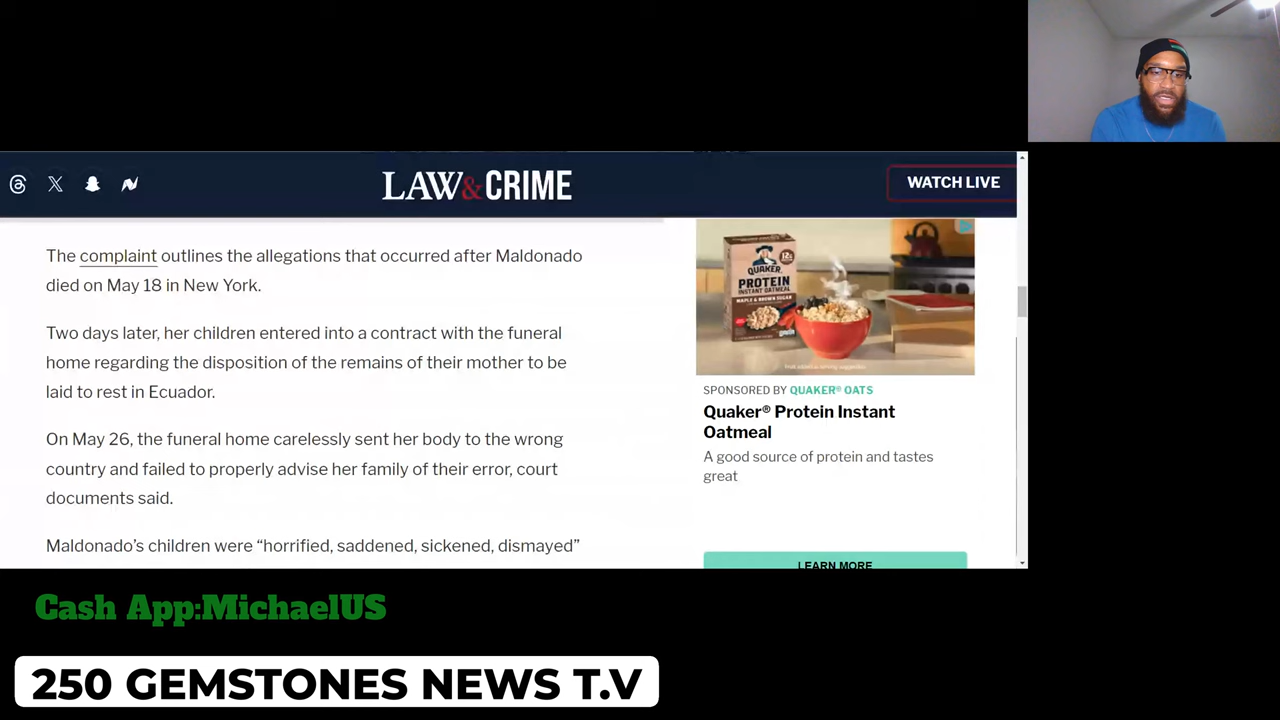 LAW&CRIME
WATCH LIVE
The complaint outlines the allegations that occurred after Maldonado
died on May 18 in New York.
Two days later, her children entered into a contract with the funeral
home regarding the disposition of the remains of their mother to be
laid to rest in Ecuador.
On May 26, the funeral home carelessly sent her body to the wrong
country and failed to properly advise her family of their error, court
documents said.
Maldonado’s children were “horrified, saddened, sickened, dismayed”
QUAKER
PROTEIN
INSTANT OATMEAL
MAPLE & BROWN SUGAR
SPONSORED BY QUAKER® OATS
Quaker® Protein Instant
Oatmeal
A good source of protein and tastes
great
LEARN MORE
Cash App:MichaelUS
250 GEMSTONES NEWS T.V